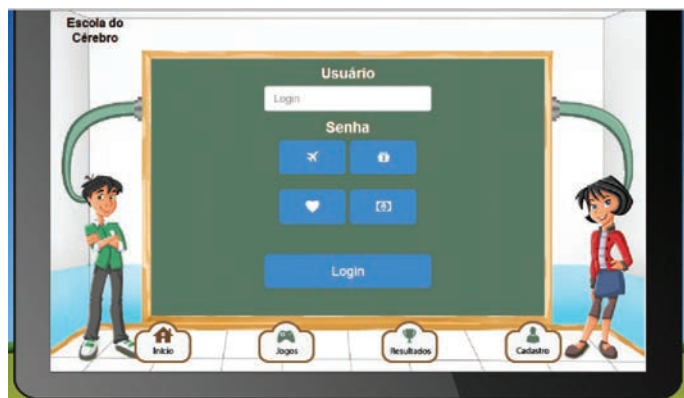 Escola do
Cérebro
Usuário
Login
Senha
Login
Início
Jogos
Resultados
Cadastro